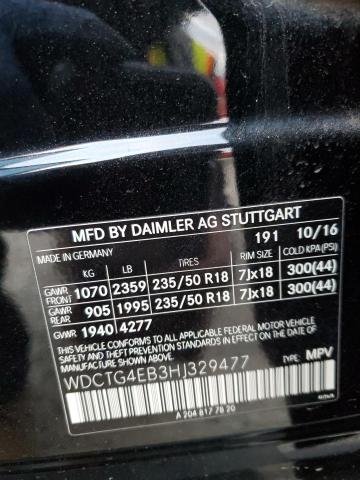 MFD BY DAIMLER AG STUTTGART
MADE IN GERMANY 191 10/16
KG LB TIRES RIM SIZE COLD KPA(PSI)
GAWR FRONT 1070 2359 235/50 R18 7Jx18 300(44)
GAWR REAR 905 1995 235/50 R18 7Jx18 300(44)
GVWR 1940 4277
THIS VEHICLE CONFORMS TO ALL APPLICABLE U.S. FEDERAL
MOTOR VEHICLE SAFETY, BUMPER, AND THEFT PREVENTION STANDARDS
IN EFFECT ON THE DATE OF MANUFACTURE SHOWN ABOVE.
WDCTG4EB3HJ329477 TYPE: MPV
A 204 817 78 20